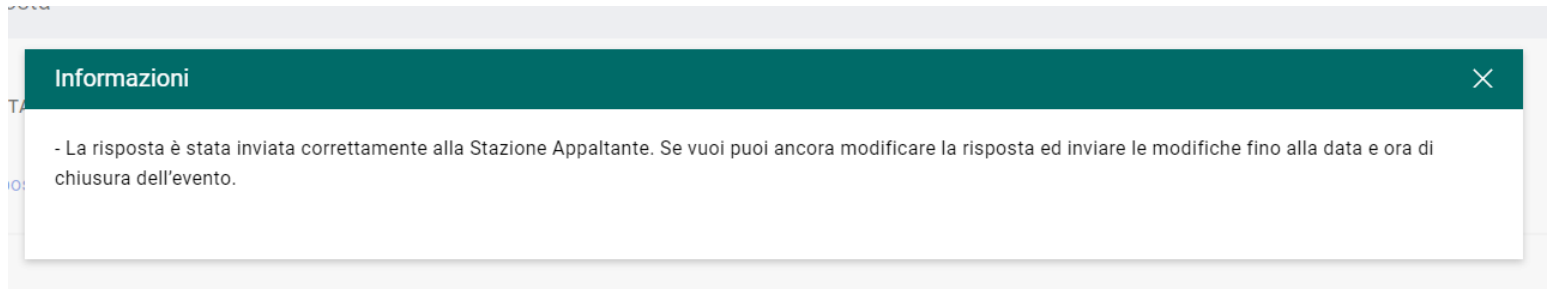 Informazioni
TA
- La risposta è stata inviata correttamente alla Stazione Appaltante. Se vuoi puoi ancora modificare la risposta ed inviare le modifiche fino alla data e ora di
chiusura dell'evento.